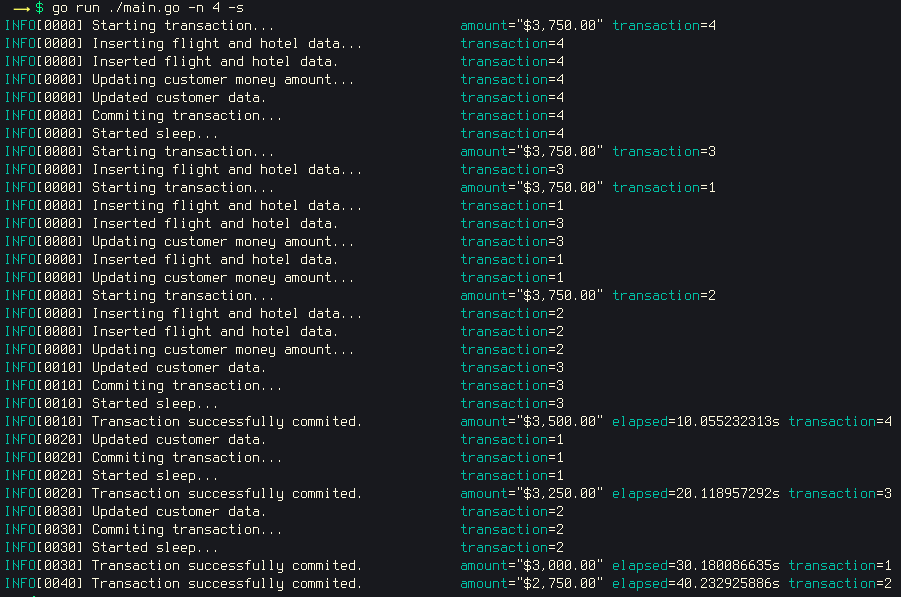 → $ go run ./main.go -n 4 -s
INFO[0000] Starting transaction... amount="$3,750.00" transaction=4
INFO[0000] Inserting flight and hotel data... transaction=4
INFO[0000] Inserted flight and hotel data. transaction=4
INFO[0000] Updating customer money amount... transaction=4
INFO[0000] Updated customer data. transaction=4
INFO[0000] Commiting transaction... transaction=4
INFO[0000] Started sleep... transaction=4
INFO[0000] Starting transaction... amount="$3,750.00" transaction=3
INFO[0000] Inserting flight and hotel data... transaction=3
INFO[0000] Starting transaction... amount="$3,750.00" transaction=1
INFO[0000] Inserting flight and hotel data... transaction=1
INFO[0000] Inserted flight and hotel data. transaction=3
INFO[0000] Updating customer money amount... transaction=3
INFO[0000] Inserted flight and hotel data. transaction=1
INFO[0000] Updating customer money amount... transaction=1
INFO[0000] Starting transaction... amount="$3,750.00" transaction=2
INFO[0000] Inserting flight and hotel data... transaction=2
INFO[0000] Inserted flight and hotel data. transaction=2
INFO[0000] Updating customer money amount... transaction=2
INFO[0010] Updated customer data. transaction=3
INFO[0010] Commiting transaction... transaction=3
INFO[0010] Started sleep... transaction=3
INFO[0010] Transaction successfully commited. amount="$3,500.00" elapsed=10.055232313s transaction=4
INFO[0020] Updated customer data. transaction=1
INFO[0020] Commiting transaction... transaction=1
INFO[0020] Started sleep... transaction=1
INFO[0020] Transaction successfully commited. amount="$3,250.00" elapsed=20.118957292s transaction=3
INFO[0030] Updated customer data. transaction=2
INFO[0030] Commiting transaction... transaction=2
INFO[0030] Started sleep... transaction=2
INFO[0030] Transaction successfully commited. amount="$3,000.00" elapsed=30.180086635s transaction=1
INFO[0040] Transaction successfully commited. amount="$2,750.00" elapsed=40.232925886s transaction=2